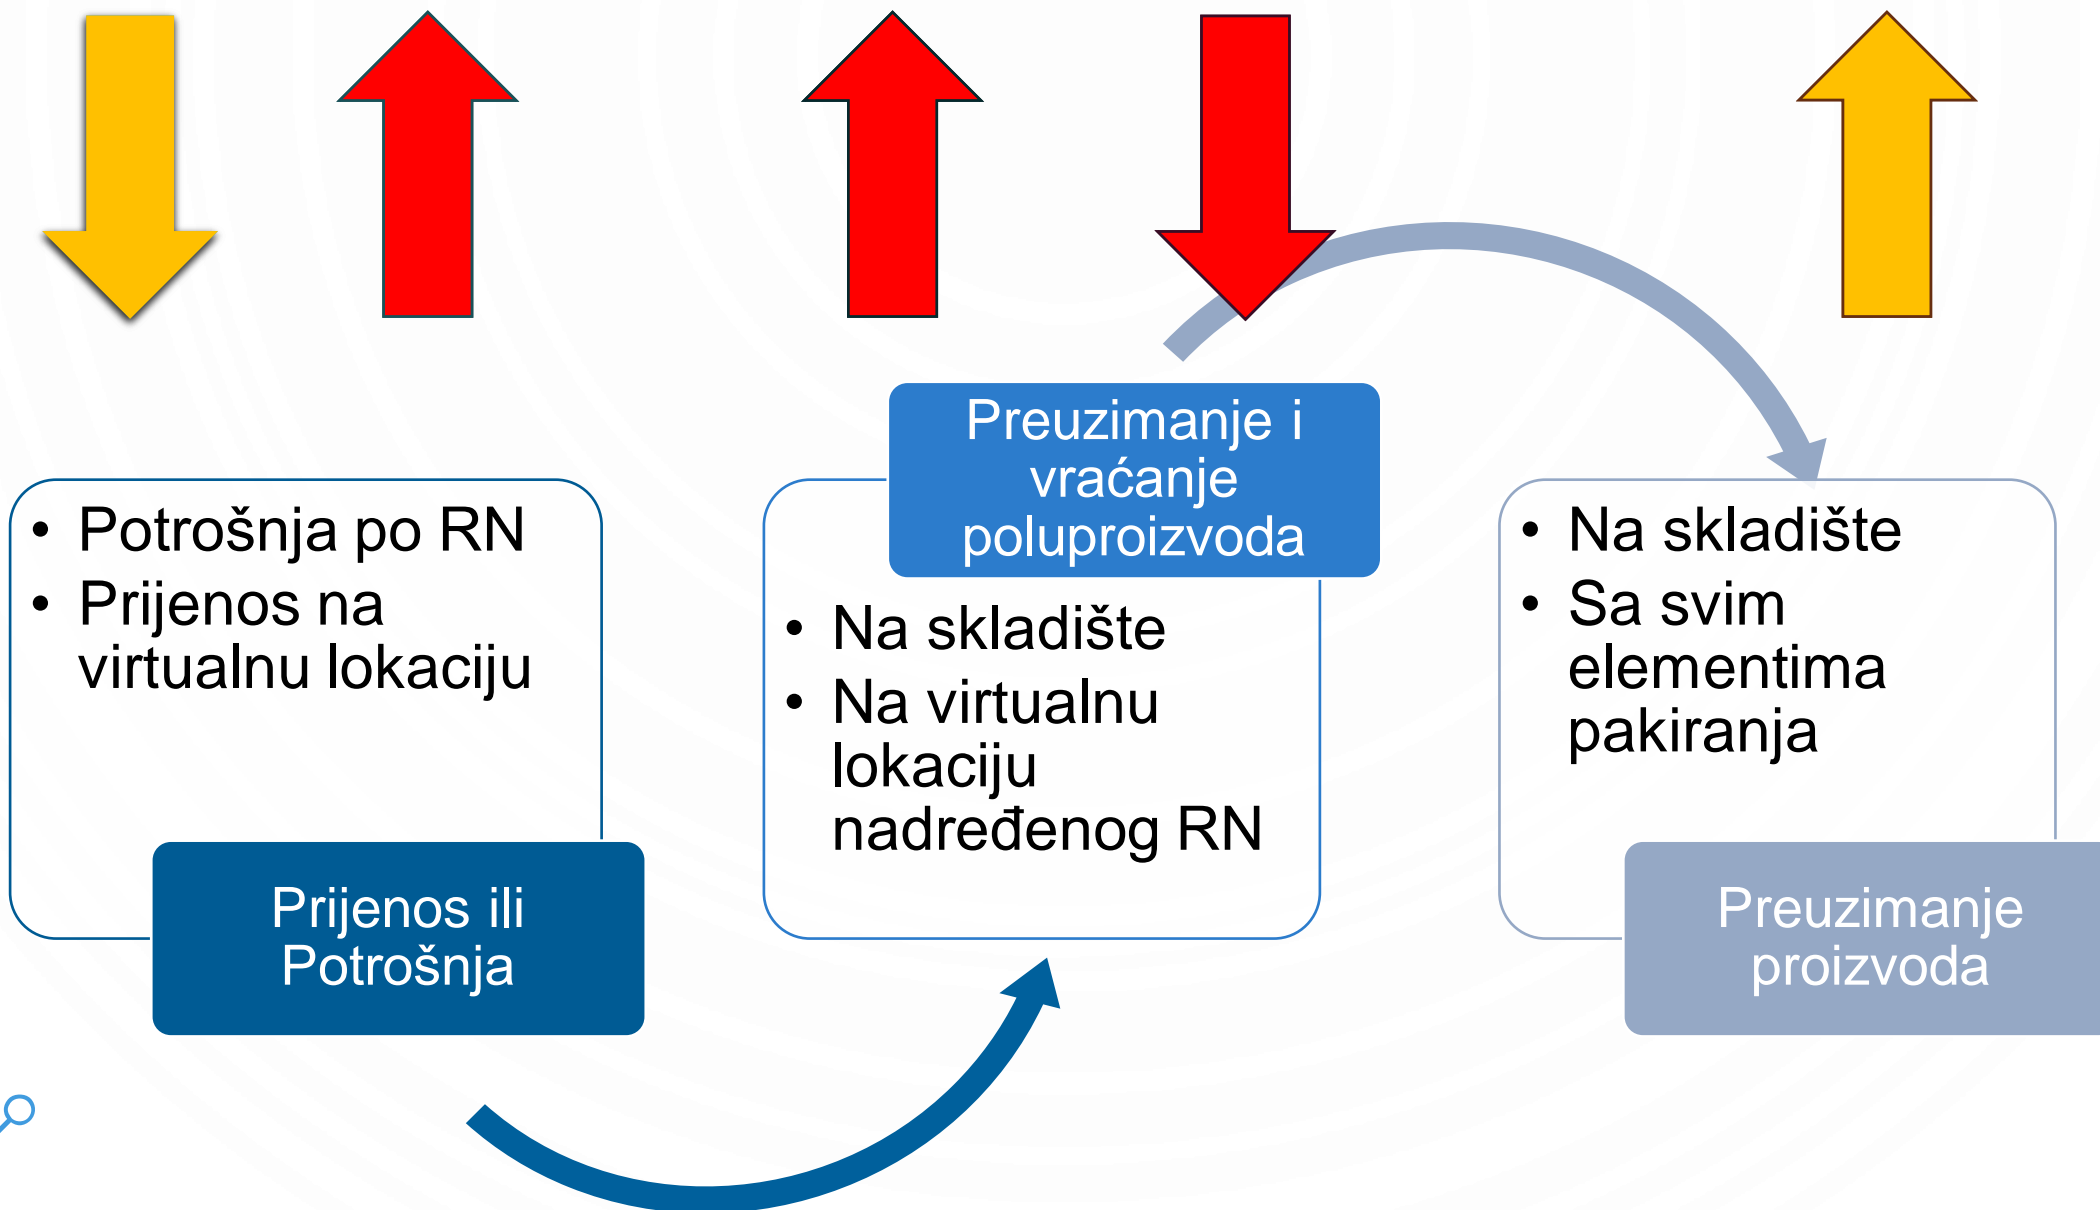 • Potrošnja po RN
• Prijenos na
virtualnu lokaciju
Prijenos ili
Potrošnja
Preuzimanje i
vraćanje
poluproizvoda
• Na skladište
• Na virtualnu
lokaciju
nadređenog RN
• Na skladište
• Sa svim
elementima
pakiranja
Preuzimanje
proizvoda